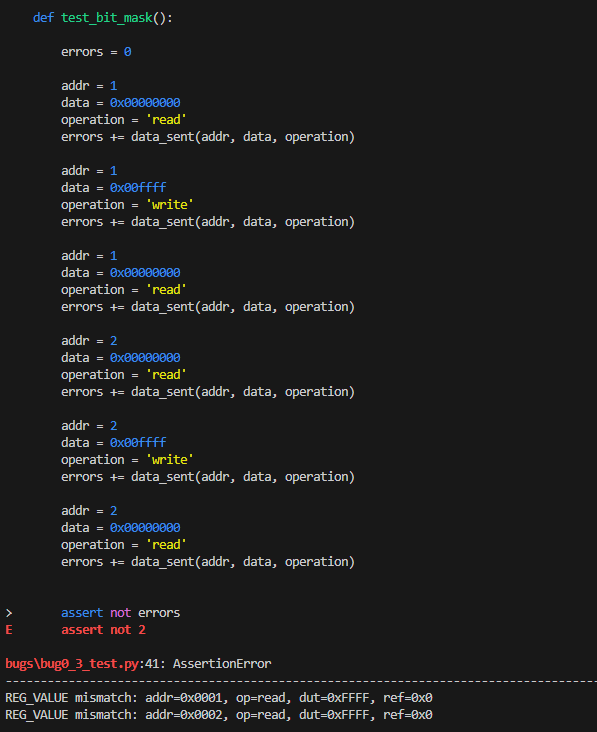 def test_bit_mask():
errors = 0
addr = 1
data = 0x00000000
operation = 'read'
errors += data_sent(addr, data, operation)
addr = 1
data = 0x00ffff
operation = 'write'
errors += data_sent(addr, data, operation)
addr = 1
data = 0x00000000
operation = 'read'
errors += data_sent(addr, data, operation)
addr = 2
data = 0x00000000
operation = 'read'
errors += data_sent(addr, data, operation)
addr = 2
data = 0x00ffff
operation = 'write'
errors += data_sent(addr, data, operation)
addr = 2
data = 0x00000000
operation = 'read'
errors += data_sent(addr, data, operation)
> assert not errors
E assert not 2
bugs\bug0_3_test.py:41: AssertionError
-------------------------------------------------------------------------------------
REG_VALUE mismatch: addr=0x0001, op=read, dut=0xFFFF, ref=0x0
REG_VALUE mismatch: addr=0x0002, op=read, dut=0xFFFF, ref=0x0